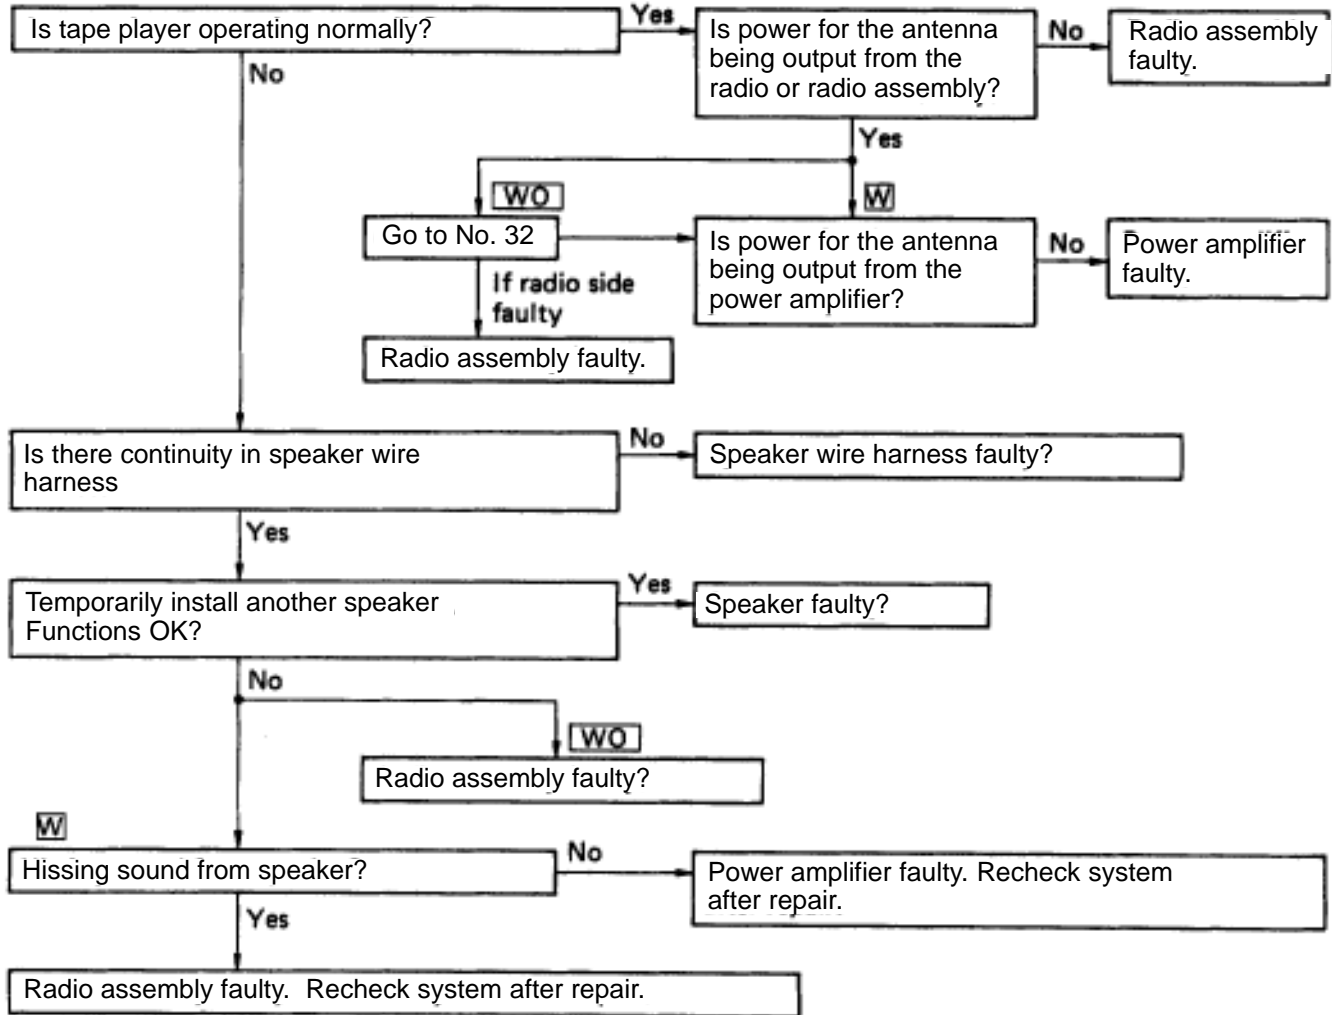 Is tape player operating normally?
Yes
Is power for the antenna
being output from the
radio or radio assembly?
No
Radio assembly
faulty.
No
Yes
WO
W
Go to No. 32
Is power for the antenna
being output from the
power amplifier?
No
Power amplifier
faulty.
If radio side
faulty
Radio assembly faulty.
Is there continuity in speaker wire
harness
No
Speaker wire harness faulty?
Yes
Temporarily install another speaker
Functions OK?
Yes
Speaker faulty?
No
WO
Radio assembly faulty?
W
Hissing sound from speaker?
No
Power amplifier faulty. Recheck system
after repair.
Yes
Radio assembly faulty. Recheck system after repair.